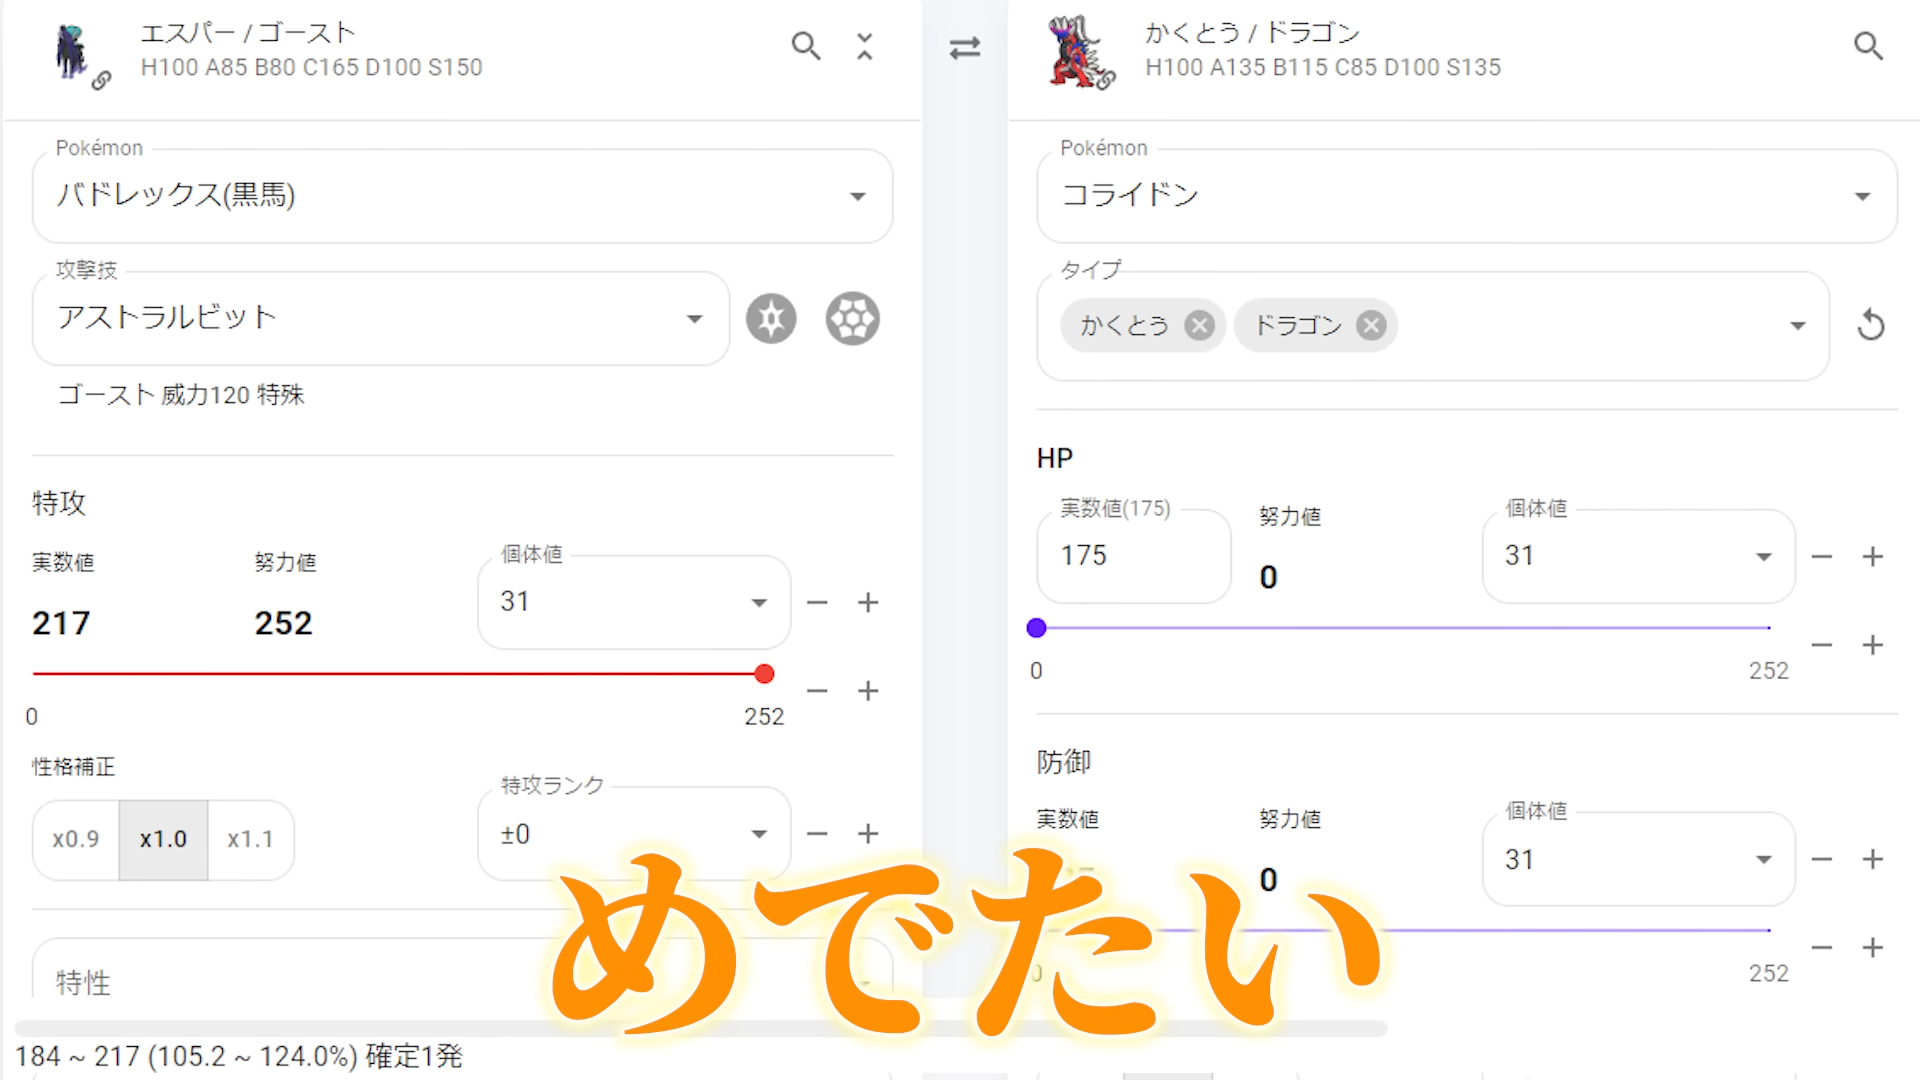 エスパー / ゴースト
H100 A85 B80 C165 D100 S150
Pokémon
バドレックス(黒馬)
攻撃技
アストラルビット
ゴースト 威力120 特殊
特攻
実数値
努力値
個体値
217
252
31
0
252
性格補正
特攻ランク
x0.9
x1.0
x1.1
±0
特性
184 ~ 217 (105.2 ~ 124.0%) 確定1発
かくとう / ドラゴン
H100 A135 B115 C85 D100 S135
Pokémon
コライドン
タイプ
かくとう
ドラゴン
HP
実数値(175)
努力値
個体値
175
0
31
0
252
防御
実数値
努力値
個体値
0
31
0
252
めでたい